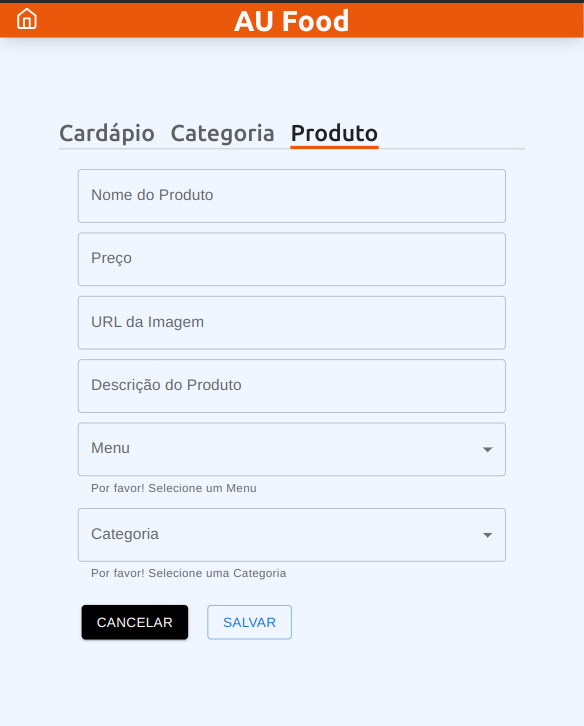 AU Food
Cardápio Categoria Produto
Nome do Produto
Preço
URL da Imagem
Descrição do Produto
Menu
Por favor! Selecione um Menu
Categoria
Por favor! Selecione uma Categoria
CANCELAR SALVAR